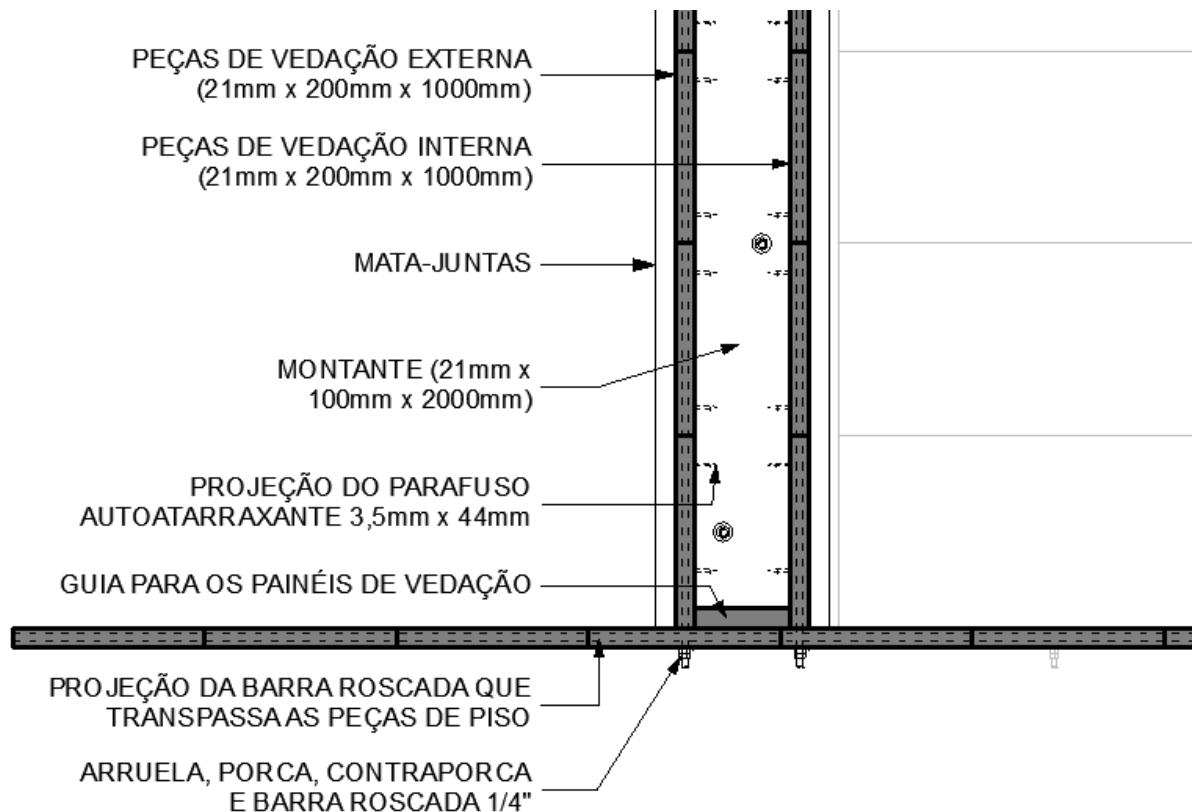 PEÇAS DE VEDAÇÃO EXTERNA
(21mm x 200mm x 1000mm)
PEÇAS DE VEDAÇÃO INTERNA
(21mm x 200mm x 1000mm)
MATA-JUNTAS
MONTANTE (21mm x
100mm x 2000mm)
PROJEÇÃO DO PARAFUSO
AUTOATARRAXANTE 3,5mm x 44mm
GUIA PARA OS PAINÉIS DE VEDAÇÃO
PROJEÇÃO DA BARRA ROSCADA QUE
TRANSPASSA AS PEÇAS DE PISO
ARRUELA, PORCA, CONTRAPORCA
E BARRA ROSCADA 1/4"